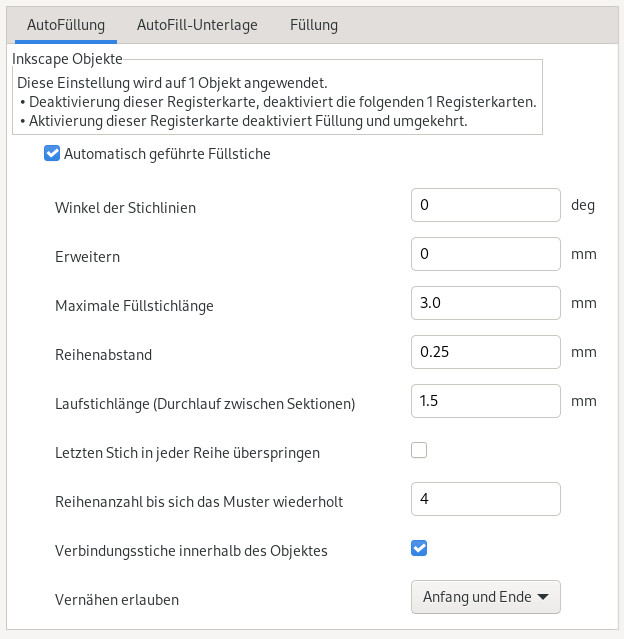 AutoFüllung AutoFill-Unterlage Füllung
Inkscape Objekte
Diese Einstellung wird auf 1 Objekt angewendet.
• Deaktivierung dieser Registerkarte, deaktiviert die folgenden 1 Registerkarten.
• Aktivierung dieser Registerkarte deaktiviert Füllung und umgekehrt.
Automatisch geführte Füllstiche
Winkel der Stichlinien 0 deg
Erweitern 0 mm
Maximale Füllstichlänge 3.0 mm
Reihenabstand 0.25 mm
Laufstichlänge (Durchlauf zwischen Sektionen) 1.5 mm
Letzten Stich in jeder Reihe überspringen
Reihenanzahl bis sich das Muster wiederholt 4
Verbindungsstiche innerhalb des Objektes
Vernähen erlauben Anfang und Ende